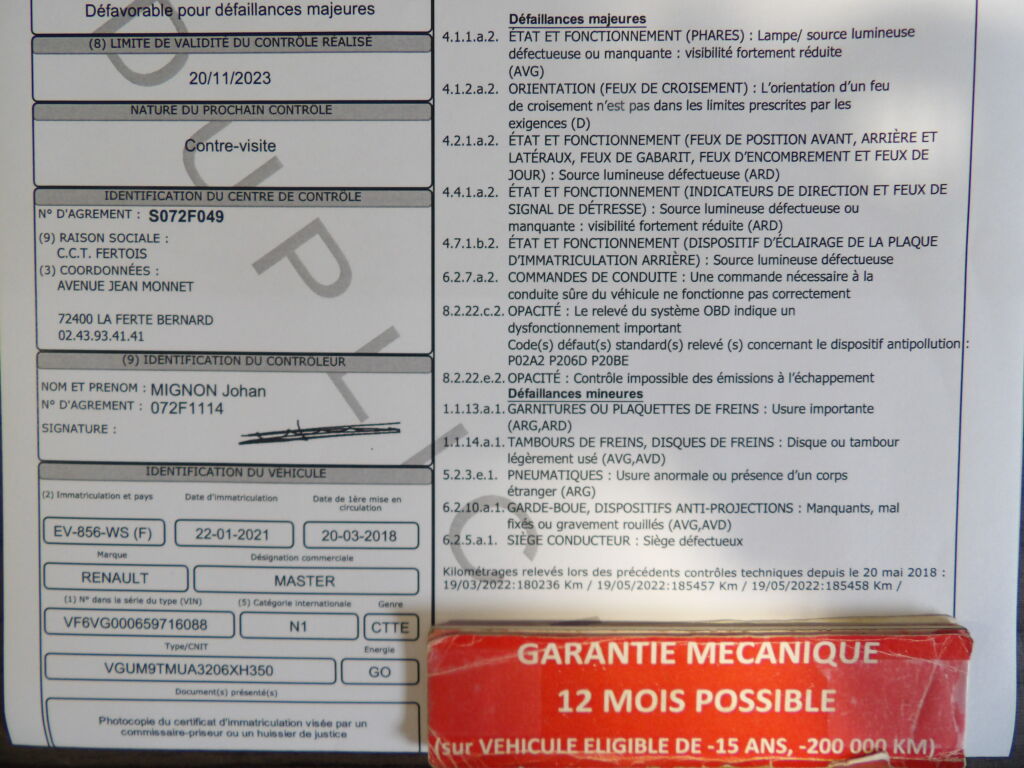 Défavorable pour défaillances majeures
(8) LIMITE DE VALIDITÉ DU CONTRÔLE RÉALISÉ
20/11/2023
NATURE DU PROCHAIN CONTRÔLE
Contre-visite
IDENTIFICATION DU CENTRE DE CONTRÔLE
N° D'AGREMENT : S072F049
(9) RAISON SOCIALE :
C.C.T. FERTOIS
(3) COORDONNÉES :
AVENUE JEAN MONNET
72400 LA FERTE BERNARD
02.43.93.41.41
(9) IDENTIFICATION DU CONTRÔLEUR
NOM ET PRENOM : MIGNON Johan
N° D'AGREMENT : 072F1114
SIGNATURE :
IDENTIFICATION DU VÉHICULE
(2) Immatriculation et pays Date d'immatriculation Date de 1ère mise en
circulation
EV-856-WS (F) 22-01-2021 20-03-2018
Marque Désignation commerciale
RENAULT MASTER
(1) N° dans la série du type (VIN) (5) Catégorie internationale Genre
VF6VG000659716088 N1 CTTE
Type/CNIT Energie
VGUM9TMUA3206XH350 GO
Document(s) présenté(s)
Photocopie du certificat d'immatriculation visée par un
commissaire-priseur ou un huissier de justice
Défaillances majeures
4.1.1.a.2. ÉTAT ET FONCTIONNEMENT (PHARES) : Lampe/ source lumineuse
défectueuse ou manquante : visibilité fortement réduite
(AVG)
4.1.2.a.2. ORIENTATION (FEUX DE CROISEMENT) : L'orientation d'un feu
de croisement n'est pas dans les limites prescrites par les
exigences (D)
4.2.1.a.2. ÉTAT ET FONCTIONNEMENT (FEUX DE POSITION AVANT, ARRIÈRE ET
LATÉRAUX, FEUX DE GABARIT, FEUX D'ENCOMBREMENT ET FEUX DE
JOUR) : Source lumineuse défectueuse (ARD)
4.4.1.a.2. ÉTAT ET FONCTIONNEMENT (INDICATEURS DE DIRECTION ET FEUX DE
SIGNAL DE DÉTRESSE) : Source lumineuse défectueuse ou
manquante : visibilité fortement réduite (ARD)
4.7.1.b.2. ÉTAT ET FONCTIONNEMENT (DISPOSITIF D'ÉCLAIRAGE DE LA PLAQUE
D'IMMATRICULATION ARRIÈRE) : Source lumineuse défectueuse
6.2.7.a.2. COMMANDES DE CONDUITE : Une commande nécessaire à la
conduite sûre du véhicule ne fonctionne pas correctement
8.2.22.c.2. OPACITÉ : Le relevé du système OBD indique un
dysfonctionnement important
Code(s) défaut(s) standard(s) relevé (s) concernant le dispositif antipollution :
P02A2 P206D P20BE
8.2.22.e.2. OPACITÉ : Contrôle impossible des émissions à l'échappement
Défaillances mineures
1.1.13.a.1. GARNITURES OU PLAQUETTES DE FREINS : Usure importante
(ARG,ARD)
1.1.14.a.1. TAMBOURS DE FREINS, DISQUES DE FREINS : Disque ou tambour
légèrement usé (AVG,AVD)
5.2.3.e.1. PNEUMATIQUES : Usure anormale ou présence d'un corps
étranger (ARG)
6.2.10.a.1. GARDE-BOUE, DISPOSITIFS ANTI-PROJECTIONS : Manquants, mal
fixés ou gravement rouillés (AVG,AVD)
6.2.5.a.1. SIÈGE CONDUCTEUR : Siège défectueux
Kilométrages relevés lors des précédents contrôles techniques depuis le 20 mai 2018 :
19/03/2022:180236 Km / 19/05/2022:185457 Km / 19/05/2022:185458 Km /
DUPLIC
GARANTIE MECANIQUE
12 MOIS POSSIBLE
(sur VEHICULE ELIGIBLE DE -15 ANS, -200 000 KM)